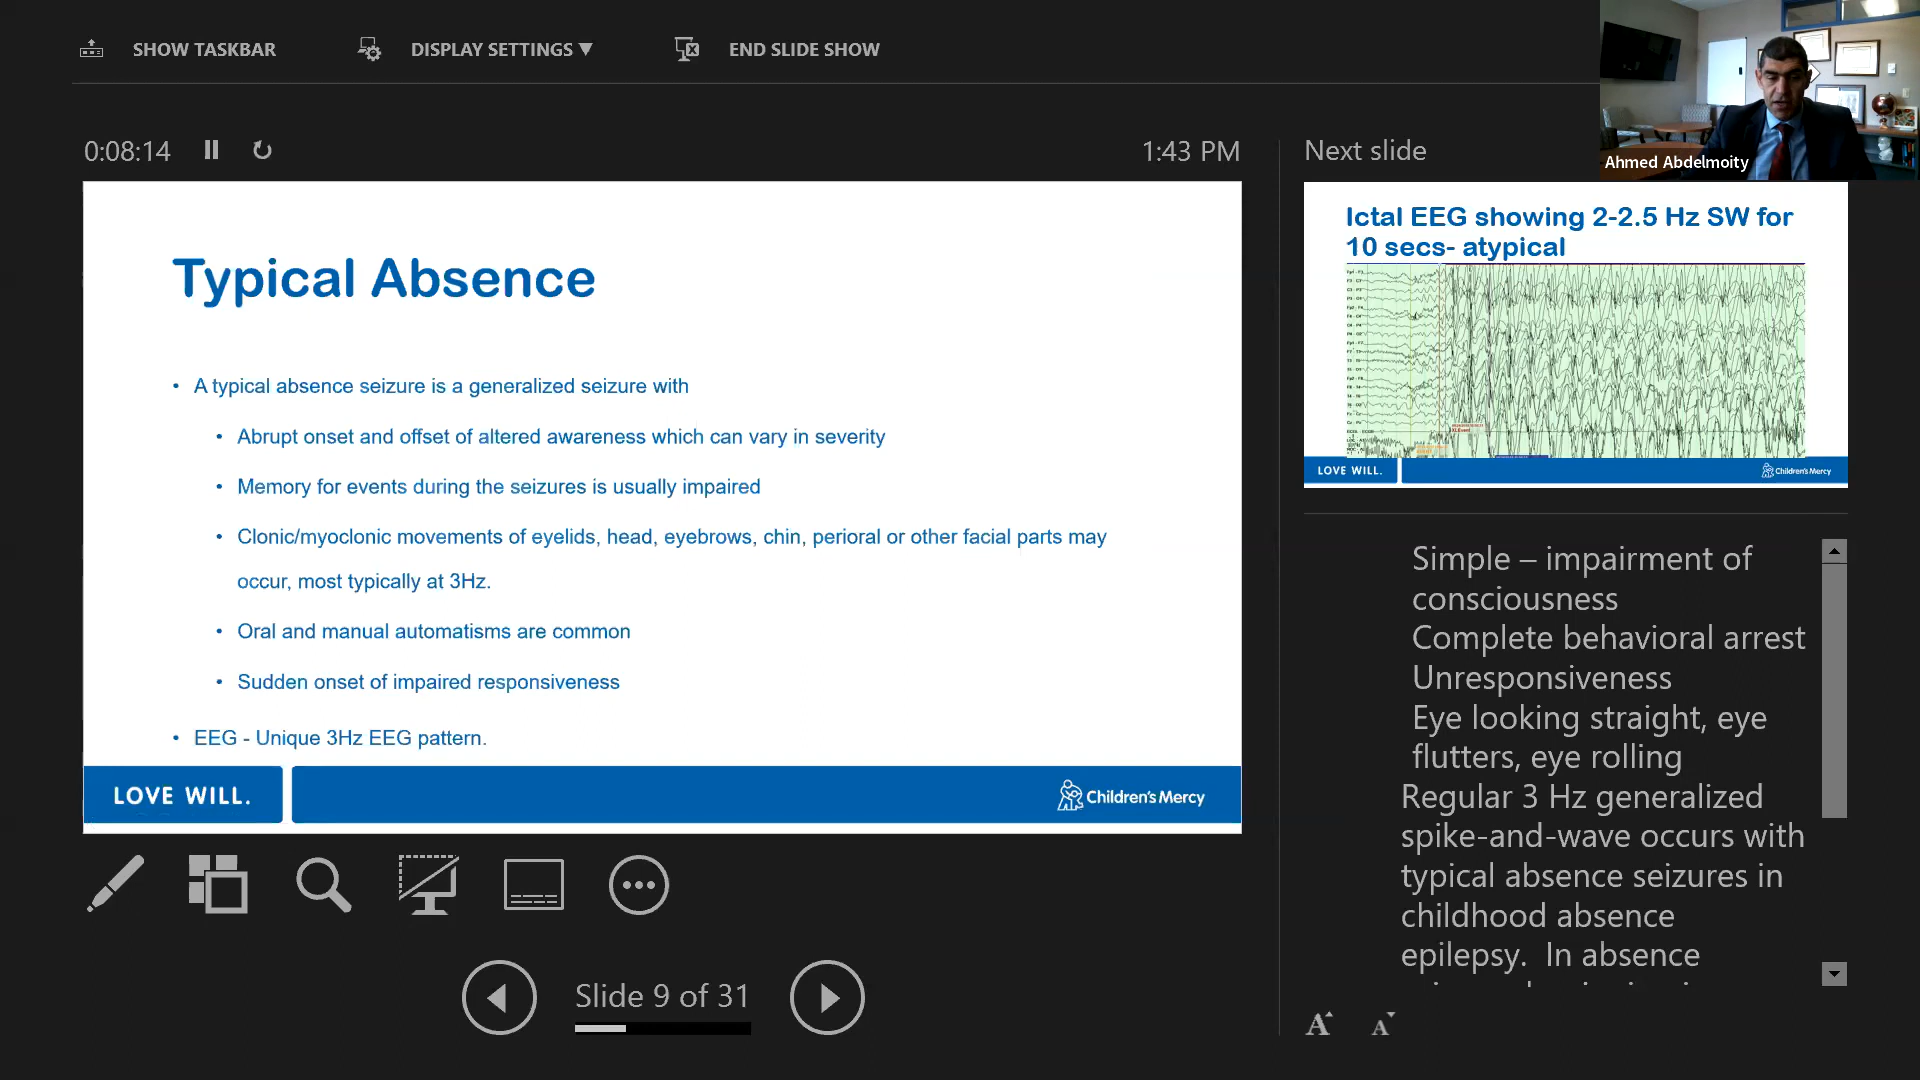 SHOW TASKBAR
DISPLAY SETTINGS ▼
END SLIDE SHOW
Ahmed Abdelmoity
0:08:14
1:43 PM
Typical Absence
• A typical absence seizure is a generalized seizure with
• Abrupt onset and offset of altered awareness which can vary in severity
• Memory for events during the seizures is usually impaired
• Clonic/myoclonic movements of eyelids, head, eyebrows, chin, perioral or other facial parts may
occur, most typically at 3Hz.
• Oral and manual automatisms are common
• Sudden onset of impaired responsiveness
• EEG - Unique 3Hz EEG pattern.
LOVE WILL.
Children's Mercy
Slide 9 of 31
Next slide
Ictal EEG showing 2-2.5 Hz SW for
10 secs- atypical
LOVE WILL.
Children's Mercy
Simple – impairment of
consciousness
Complete behavioral arrest
Unresponsiveness
Eye looking straight, eye
flutters, eye rolling
Regular 3 Hz generalized
spike-and-wave occurs with
typical absence seizures in
childhood absence
epilepsy. In absence
A A